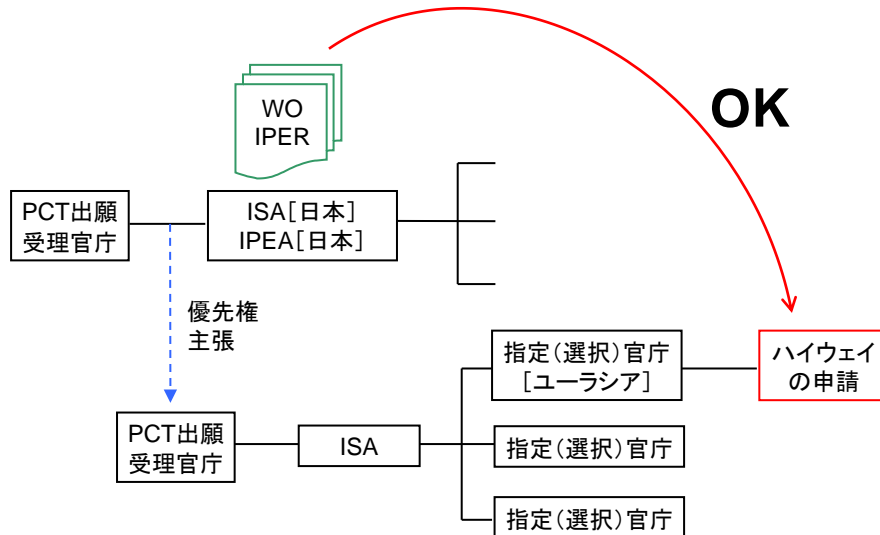 WO
IPER
OK
PCT出願
受理官庁
ISA[日本]
IPEA[日本]
優先権
主張
指定(選択)官庁
[ユーラシア]
ハイウェイ
の申請
PCT出願
受理官庁
ISA
指定(選択)官庁
指定(選択)官庁